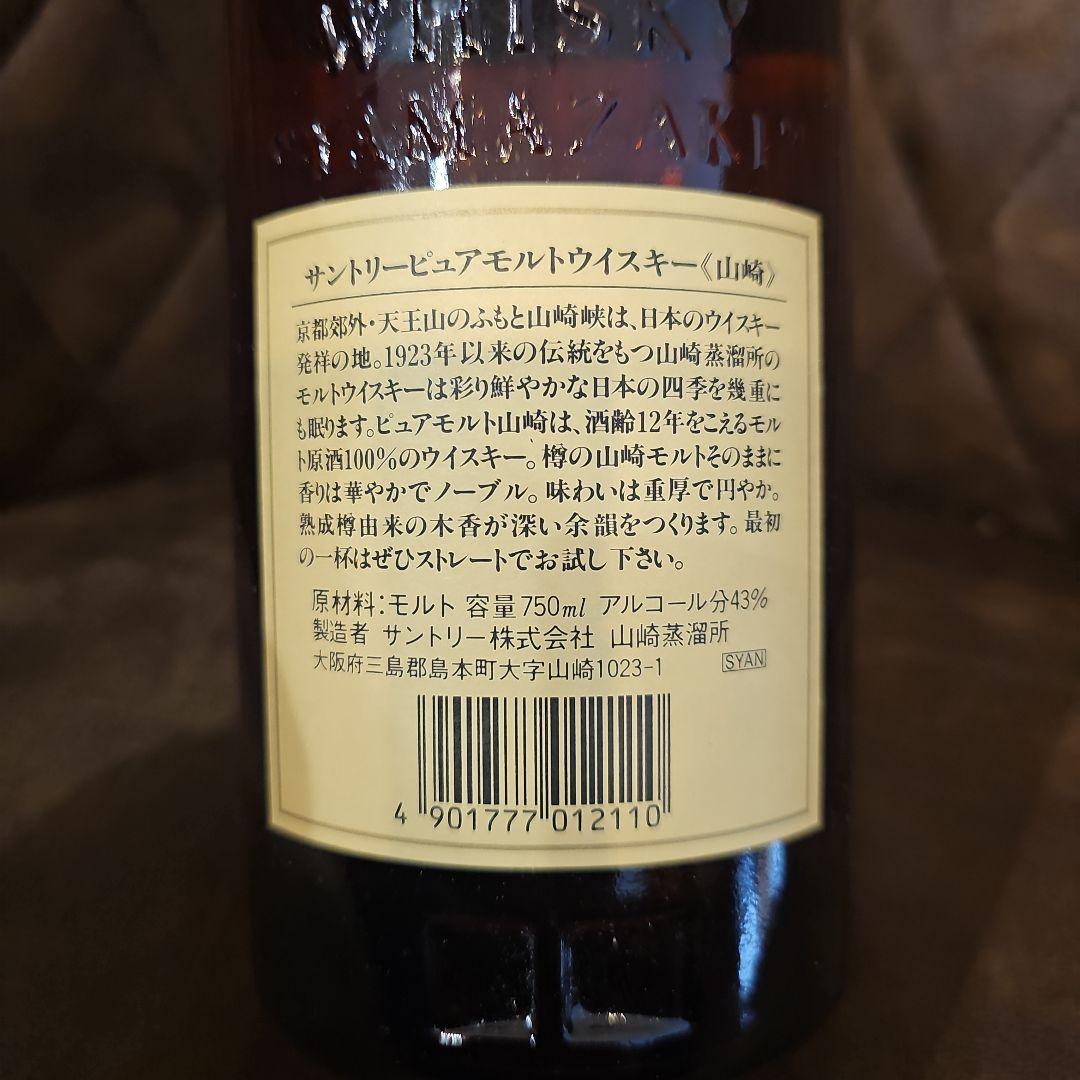 WHISKY
YAMAZAKI
サントリーピュアモルトウイスキー《山崎》
京都郊外・天王山のふもと山崎峡は、日本のウイスキー
発祥の地。1923年以来の伝統をもつ山崎蒸溜所の
モルトウイスキーは彩り鮮やかな日本の四季を幾重に
も眠ります。ピュアモルト山崎は、酒齢12年をこえるモル
ト原酒100%のウイスキー。樽の山崎モルトそのままに
香りは華やかでノーブル。味わいは重厚で円やか。
熟成樽由来の木香が深い余韻をつくります。最初
の一杯はぜひストレートでお試し下さい。
原材料:モルト 容量750ml アルコール分43%
製造者 サントリー株式会社 山崎蒸溜所
大阪府三島郡島本町大字山崎1023-1 SYAN
4 901777 012110